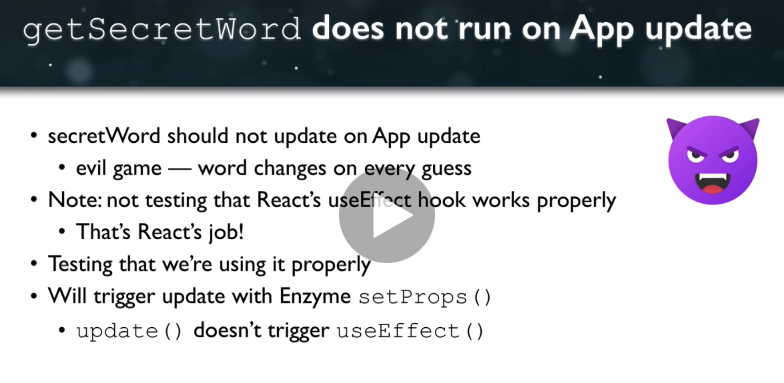 getSecretWord does not run on App update
• secretWord should not update on App update
• evil game — word changes on every guess
• Note: not testing that React's useEffect hook works properly
• That's React's job!
• Testing that we're using it properly
• Will trigger update with Enzyme setProps()
• update() doesn't trigger useEffect()